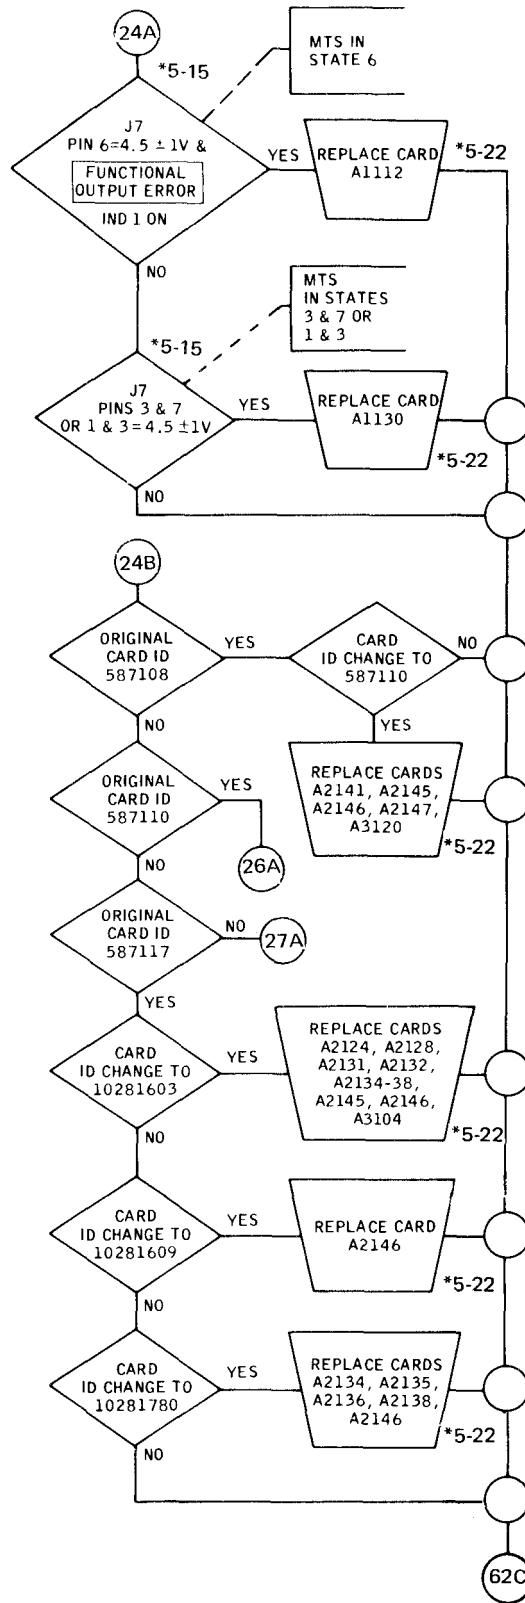 24A
*5-15
MTS IN
STATE 6
J7
PIN 6=4.5 ± 1V &
FUNCTIONAL
OUTPUT ERROR
IND 1 ON
YES
REPLACE CARD
A1112
*5-22
NO
MTS
IN STATES
3 & 7 OR
1 & 3
*5-15
J7
PINS 3 & 7
OR 1 & 3=4.5 ±1V
YES
REPLACE CARD
A1130
*5-22
NO
24B
ORIGINAL
CARD ID
587108
YES
CARD
ID CHANGE TO
587110
NO
NO
YES
ORIGINAL
CARD ID
587110
YES
REPLACE CARDS
A2141, A2145,
A2146, A2147,
A3120
*5-22
26A
NO
ORIGINAL
CARD ID
587117
NO
27A
YES
CARD
ID CHANGE TO
10281603
YES
REPLACE CARDS
A2124, A2128,
A2131, A2132,
A2134-38,
A2145, A2146,
A3104
*5-22
NO
CARD
ID CHANGE TO
10281609
YES
REPLACE CARD
A2146
*5-22
NO
CARD
ID CHANGE TO
10281780
YES
REPLACE CARDS
A2134, A2135,
A2136, A2138,
A2146
*5-22
NO
62C